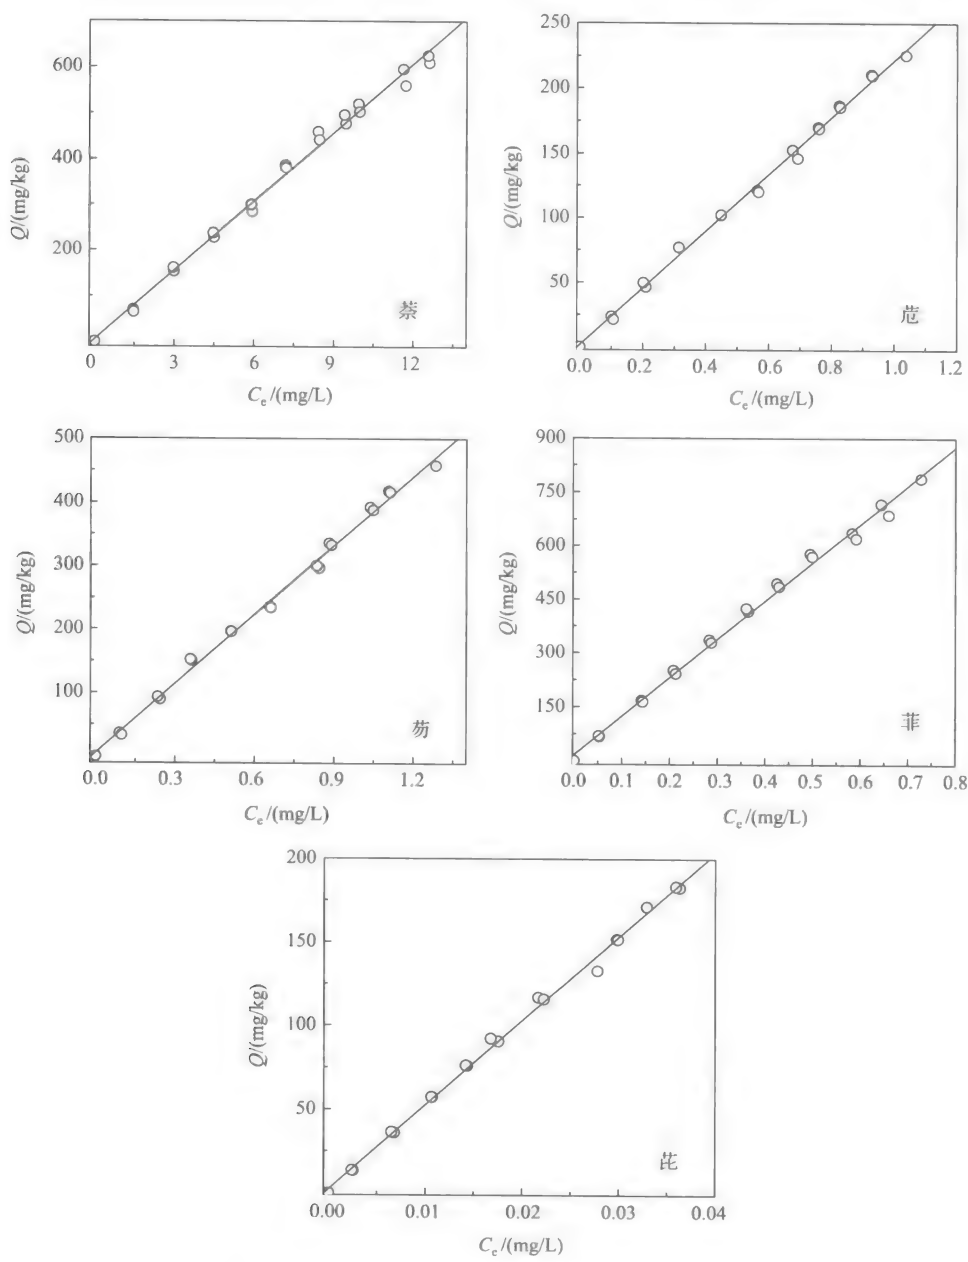 600
400
200
Q/(mg/kg)
萘
0 3 6 9 12
Ce/(mg/L)
250
200
150
100
50
Q/(mg/kg)
苊
0.0 0.2 0.4 0.6 0.8 1.0 1.2
Ce/(mg/L)
500
400
300
200
100
Q/(mg/kg)
芴
0.0 0.3 0.6 0.9 1.2
Ce/(mg/L)
900
750
600
450
300
150
Q/(mg/kg)
菲
0.0 0.1 0.2 0.3 0.4 0.5 0.6 0.7 0.8
Ce/(mg/L)
200
150
100
50
Q/(mg/kg)
芘
0.00 0.01 0.02 0.03 0.04
Ce/(mg/L)